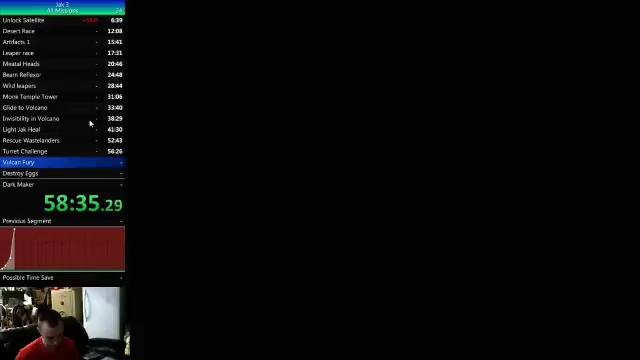 Jak 3
All Missions 24
Unlock Satellite 6:39
Desert Race - 12:08
Artifacts 1 - 15:41
Leaper race - 17:31
Meatal Heads - 20:46
Beam Reflexor - 24:48
Wild leapers - 28:44
Monk Temple Tower - 31:06
Glide to Volcano - 33:40
Invisibility in Volcano - 38:29
Light Jak Heal - 41:30
Rescue Wastelanders - 52:43
Turret Challenge - 56:26
Vulcan Fury -
Destroy Eggs -
Dark Maker -
58:35.29
Previous Segment -
Possible Time Save -